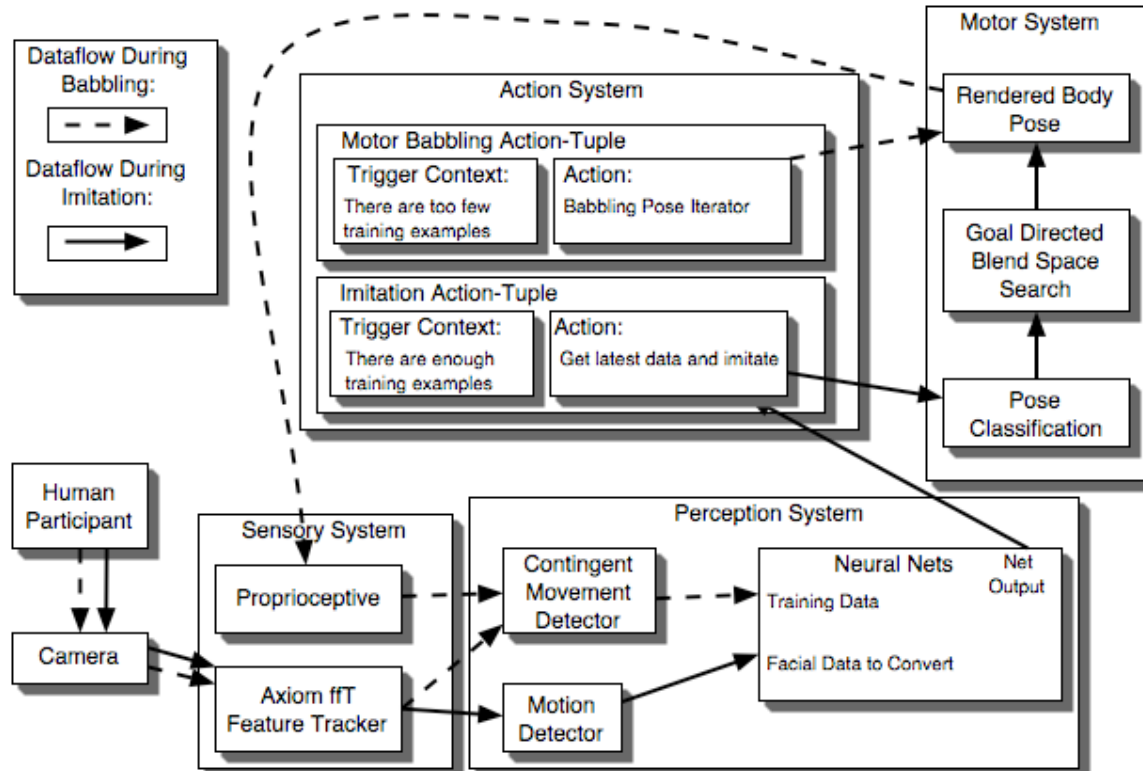 Dataflow During
Babbling:
Dataflow During
Imitation:
Action System
Motor Babbling Action-Tuple
Trigger Context:
There are too few
training examples
Action:
Babbling Pose Iterator
Imitation Action-Tuple
Trigger Context:
There are enough
training examples
Action:
Get latest data and imitate
Motor System
Rendered Body
Pose
Goal Directed
Blend Space
Search
Pose
Classification
Human
Participant
Camera
Sensory System
Proprioceptive
Axiom ffT
Feature Tracker
Perception System
Contingent
Movement
Detector
Motion
Detector
Neural Nets
Net
Output
Training Data
Facial Data to Convert